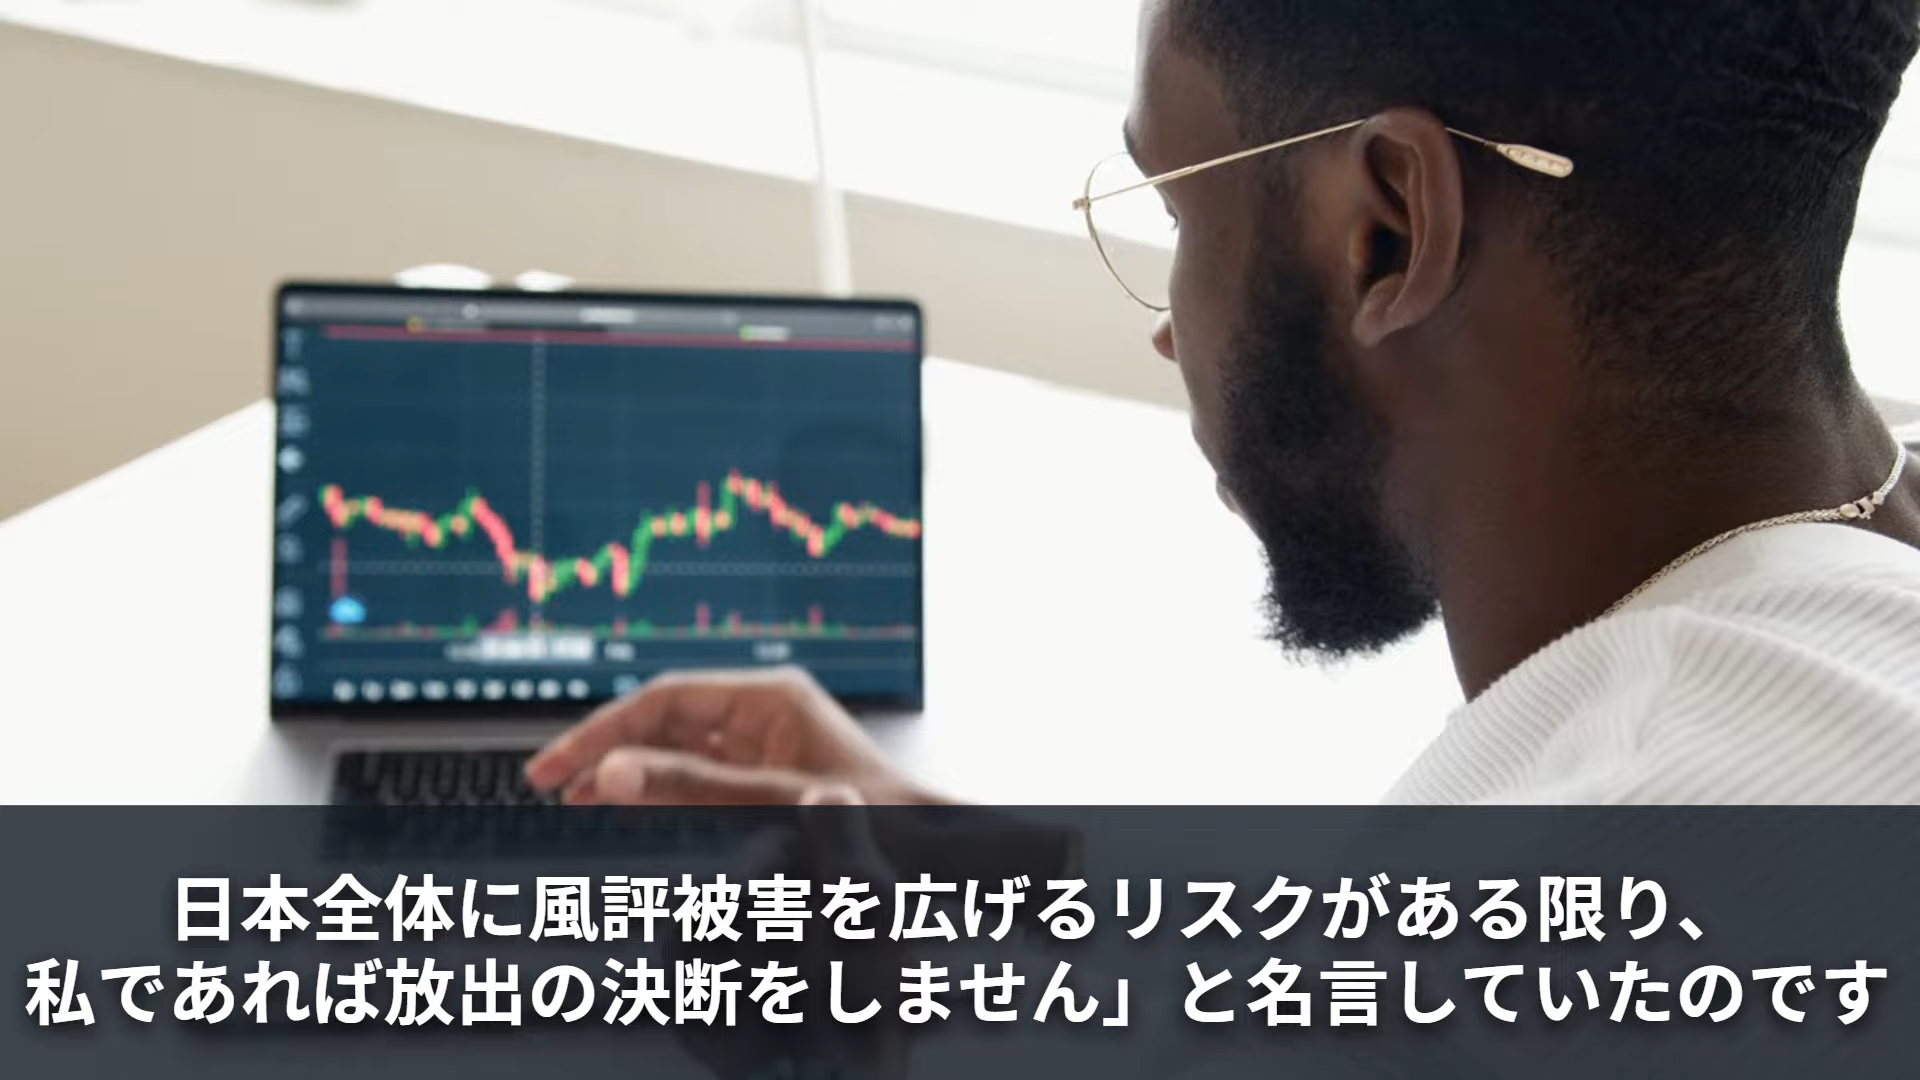 日本全体に風評被害を広げるリスクがある限り、
私であれば放出の決断をしません」と名言していたのです